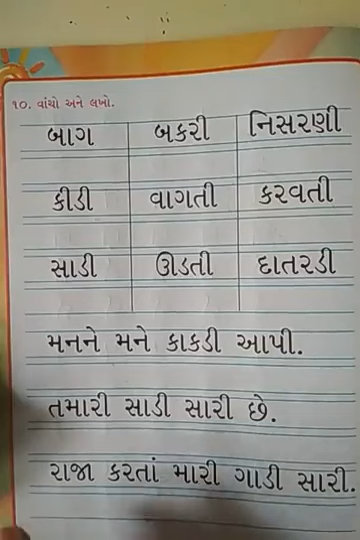 ૧૦. વાંચો અને લખો.
બાગ બકરી નિસરણી
કીડી વાગતી કરવતી
સાડી ઊડતી દાતરડી
મનને મને કાકડી આપી.
તમારી સાડી સારી છે.
રાજા કરતાં મારી ગાડી સારી.